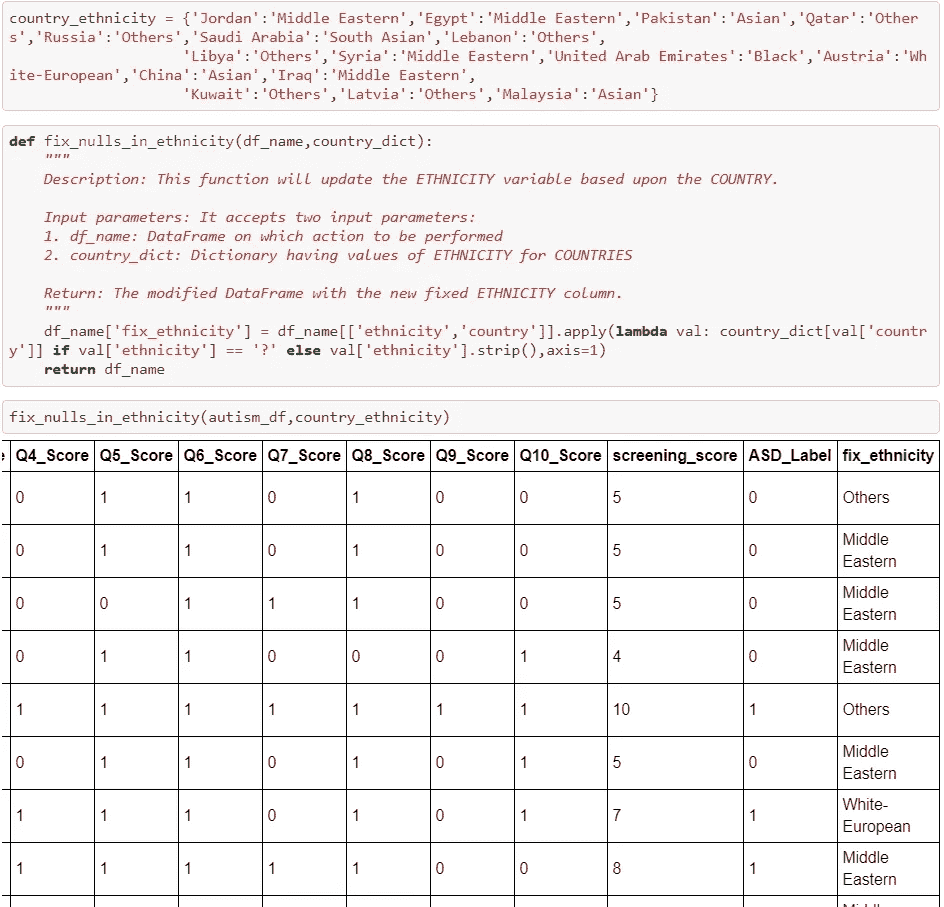 country_ethnicity = {'Jordan':'Middle Eastern','Egypt':'Middle Eastern','Pakistan':'Asian','Qatar':'Other
s','Russia':'Others','Saudi Arabia':'South Asian','Lebanon':'Others',
'Libya':'Others','Syria':'Middle Eastern','United Arab Emirates':'Black','Austria':'Wh
ite-European','China':'Asian','Iraq':'Middle Eastern',
'Kuwait':'Others','Latvia':'Others','Malaysia':'Asian'}
def fix_nulls_in_ethnicity(df_name,country_dict):
"""
Description: This function will update the ETHNICITY variable based upon the COUNTRY.
Input parameters: It accepts two input parameters:
1. df_name: DataFrame on which action to be performed
2. country_dict: Dictionary having values of ETHNICITY for COUNTRIES
Return: The modified DataFrame with the new fixed ETHNICITY column.
"""
df_name['fix_ethnicity'] = df_name[['ethnicity','country']].apply(lambda val: country_dict[val['countr
y']] if val['ethnicity'] == '?' else val['ethnicity'].strip(),axis=1)
return df_name
fix_nulls_in_ethnicity(autism_df,country_ethnicity)
Q4_Score Q5_Score Q6_Score Q7_Score Q8_Score Q9_Score Q10_Score screening_score ASD_Label fix_ethnicity
0 1 1 0 1 0 0 5 0 Others
0 1 1 0 1 0 0 5 0 Middle
Eastern
0 0 1 1 1 0 0 5 0 Middle
Eastern
0 1 1 0 0 0 1 4 0 Middle
Eastern
1 1 1 1 1 1 1 10 1 Others
0 1 1 0 1 0 1 5 0 Middle
Eastern
1 1 1 0 1 0 1 7 1 White-
European
1 1 1 1 1 0 0 8 1 Middle
Eastern